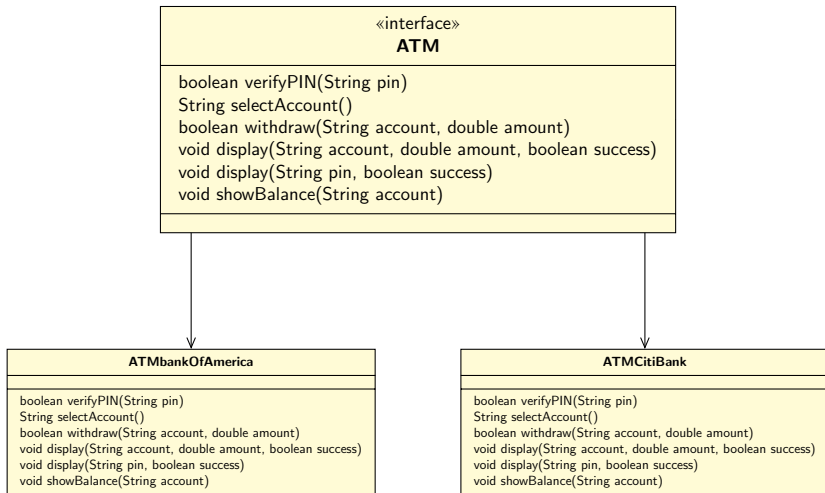 «interface»
ATM
boolean verifyPIN(String pin)
String selectAccount()
boolean withdraw(String account, double amount)
void display(String account, double amount, boolean success)
void display(String pin, boolean success)
void showBalance(String account)
ATMbankOfAmerica
boolean verifyPIN(String pin)
String selectAccount()
boolean withdraw(String account, double amount)
void display(String account, double amount, boolean success)
void display(String pin, boolean success)
void showBalance(String account)
ATMCitiBank
boolean verifyPIN(String pin)
String selectAccount()
boolean withdraw(String account, double amount)
void display(String account, double amount, boolean success)
void display(String pin, boolean success)
void showBalance(String account)